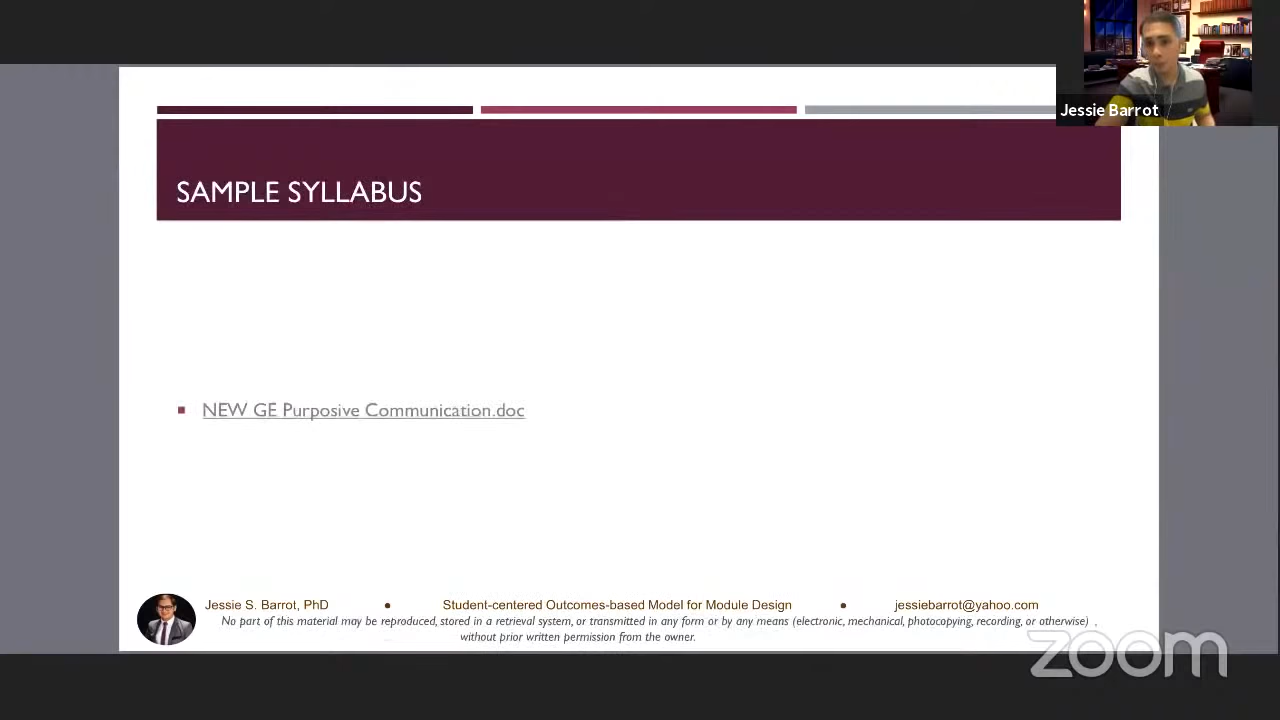 Jessie Barrot
SAMPLE SYLLABUS
NEW GE Purposive Communication.doc
Jessie S. Barrot, PhD • Student-centered Outcomes-based Model for Module Design • jessiebarrot@yahoo.com
No part of this material may be reproduced, stored in a retrieval system, or transmitted in any form or by any means (electronic, mechanical, photocopying, recording, or otherwise) ,
without prior written permission from the owner.
zoom